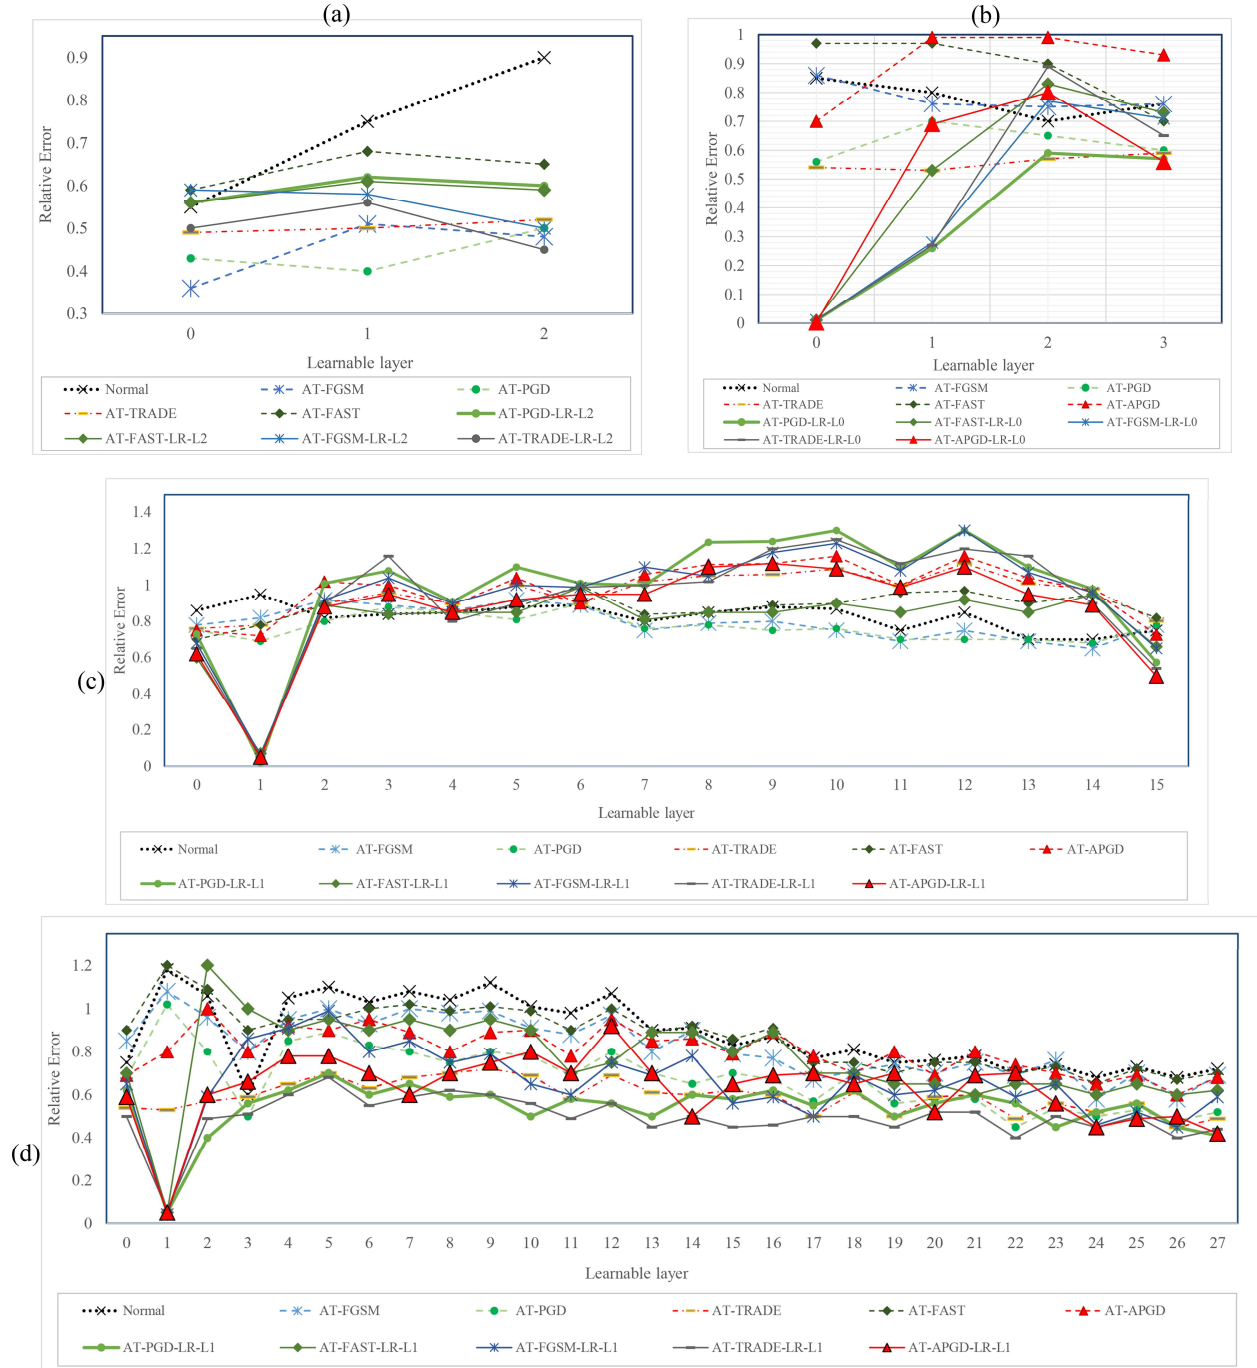 (a)
0.9
0.8
0.7
0.6
0.5
0.4
0.3
Relative Error
0 1 2
Learnable layer
Normal AT-FGSM AT-PGD
AT-TRADE AT-FAST AT-PGD-LR-L2
AT-FAST-LR-L2 AT-FGSM-LR-L2 AT-TRADE-LR-L2
(b)
1
0.9
0.8
0.7
0.6
0.5
0.4
0.3
0.2
0.1
0
Relative Error
0 1 2 3
Learnable layer
Normal AT-FGSM AT-PGD
AT-TRADE AT-FAST AT-APGD
AT-PGD-LR-L0 AT-FAST-LR-L0 AT-FGSM-LR-L0
AT-TRADE-LR-L0 AT-APGD-LR-L0
(c)
1.4
1.2
1
0.8
0.6
0.4
0.2
0
Relative Error
0 1 2 3 4 5 6 7 8 9 10 11 12 13 14 15
Learnable layer
Normal AT-FGSM AT-PGD AT-TRADE AT-FAST AT-APGD
AT-PGD-LR-L1 AT-FAST-LR-L1 AT-FGSM-LR-L1 AT-TRADE-LR-L1 AT-APGD-LR-L1
(d)
1.2
1
0.8
0.6
0.4
0.2
0
Relative Error
0 1 2 3 4 5 6 7 8 9 10 11 12 13 14 15 16 17 18 19 20 21 22 23 24 25 26 27
Learnable layer
Normal AT-FGSM AT-PGD AT-TRADE AT-FAST AT-APGD
AT-PGD-LR-L1 AT-FAST-LR-L1 AT-FGSM-LR-L1 AT-TRADE-LR-L1 AT-APGD-LR-L1